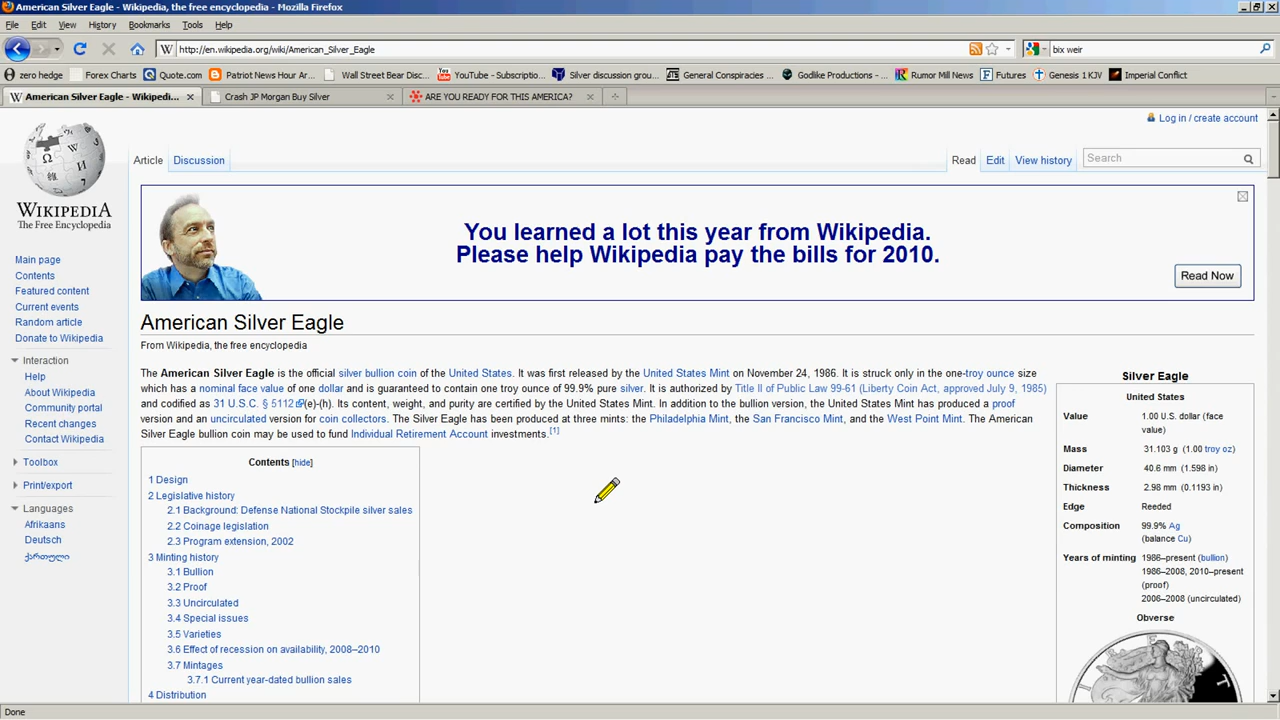 American Silver Eagle - Wikipedia, the free encyclopedia - Mozilla Firefox
File Edit View History Bookmarks Tools Help
http://en.wikipedia.org/wiki/American_Silver_Eagle
bix weir
zero hedge Forex Charts Quote.com Patriot News Hour Ar... Wall Street Bear Disc... YouTube - Subscriptio... Silver discussion grou... General Conspiracies ... Godlike Productions - ... Rumor Mill News Futures Genesis 1 KJV Imperial Conflict
American Silver Eagle - Wikipedi... Crash JP Morgan Buy Silver ARE YOU READY FOR THIS AMERICA?
Log in / create account
Article Discussion Read Edit View history Search
WIKIPEDIA
The Free Encyclopedia
You learned a lot this year from Wikipedia.
Please help Wikipedia pay the bills for 2010.
Read Now
Main page
Contents
Featured content
Current events
Random article
Donate to Wikipedia
Interaction
Help
About Wikipedia
Community portal
Recent changes
Contact Wikipedia
Toolbox
Print/export
Languages
Afrikaans
Deutsch
ქართული
American Silver Eagle
From Wikipedia, the free encyclopedia
The American Silver Eagle is the official silver bullion coin of the United States. It was first released by the United States Mint on November 24, 1986. It is struck only in the one-troy ounce size
which has a nominal face value of one dollar and is guaranteed to contain one troy ounce of 99.9% pure silver. It is authorized by Title II of Public Law 99-61 (Liberty Coin Act, approved July 9, 1985)
and codified as 31 U.S.C. § 5112(e)-(h). Its content, weight, and purity are certified by the United States Mint. In addition to the bullion version, the United States Mint has produced a proof
version and an uncirculated version for coin collectors. The Silver Eagle has been produced at three mints: the Philadelphia Mint, the San Francisco Mint, and the West Point Mint. The American
Silver Eagle bullion coin may be used to fund Individual Retirement Account investments.[1]
Contents [hide]
1 Design
2 Legislative history
2.1 Background: Defense National Stockpile silver sales
2.2 Coinage legislation
2.3 Program extension, 2002
3 Minting history
3.1 Bullion
3.2 Proof
3.3 Uncirculated
3.4 Special issues
3.5 Varieties
3.6 Effect of recession on availability, 2008–2010
3.7 Mintages
3.7.1 Current year-dated bullion sales
4 Distribution
Silver Eagle
United States
Value 1.00 U.S. dollar (face
value)
Mass 31.103 g (1.00 troy oz)
Diameter 40.6 mm (1.598 in)
Thickness 2.98 mm (0.1193 in)
Edge Reeded
Composition 99.9% Ag
(balance Cu)
Years of minting 1986–present (bullion)
1986–2008, 2010–present
(proof)
2006–2008 (uncirculated)
Obverse
Done